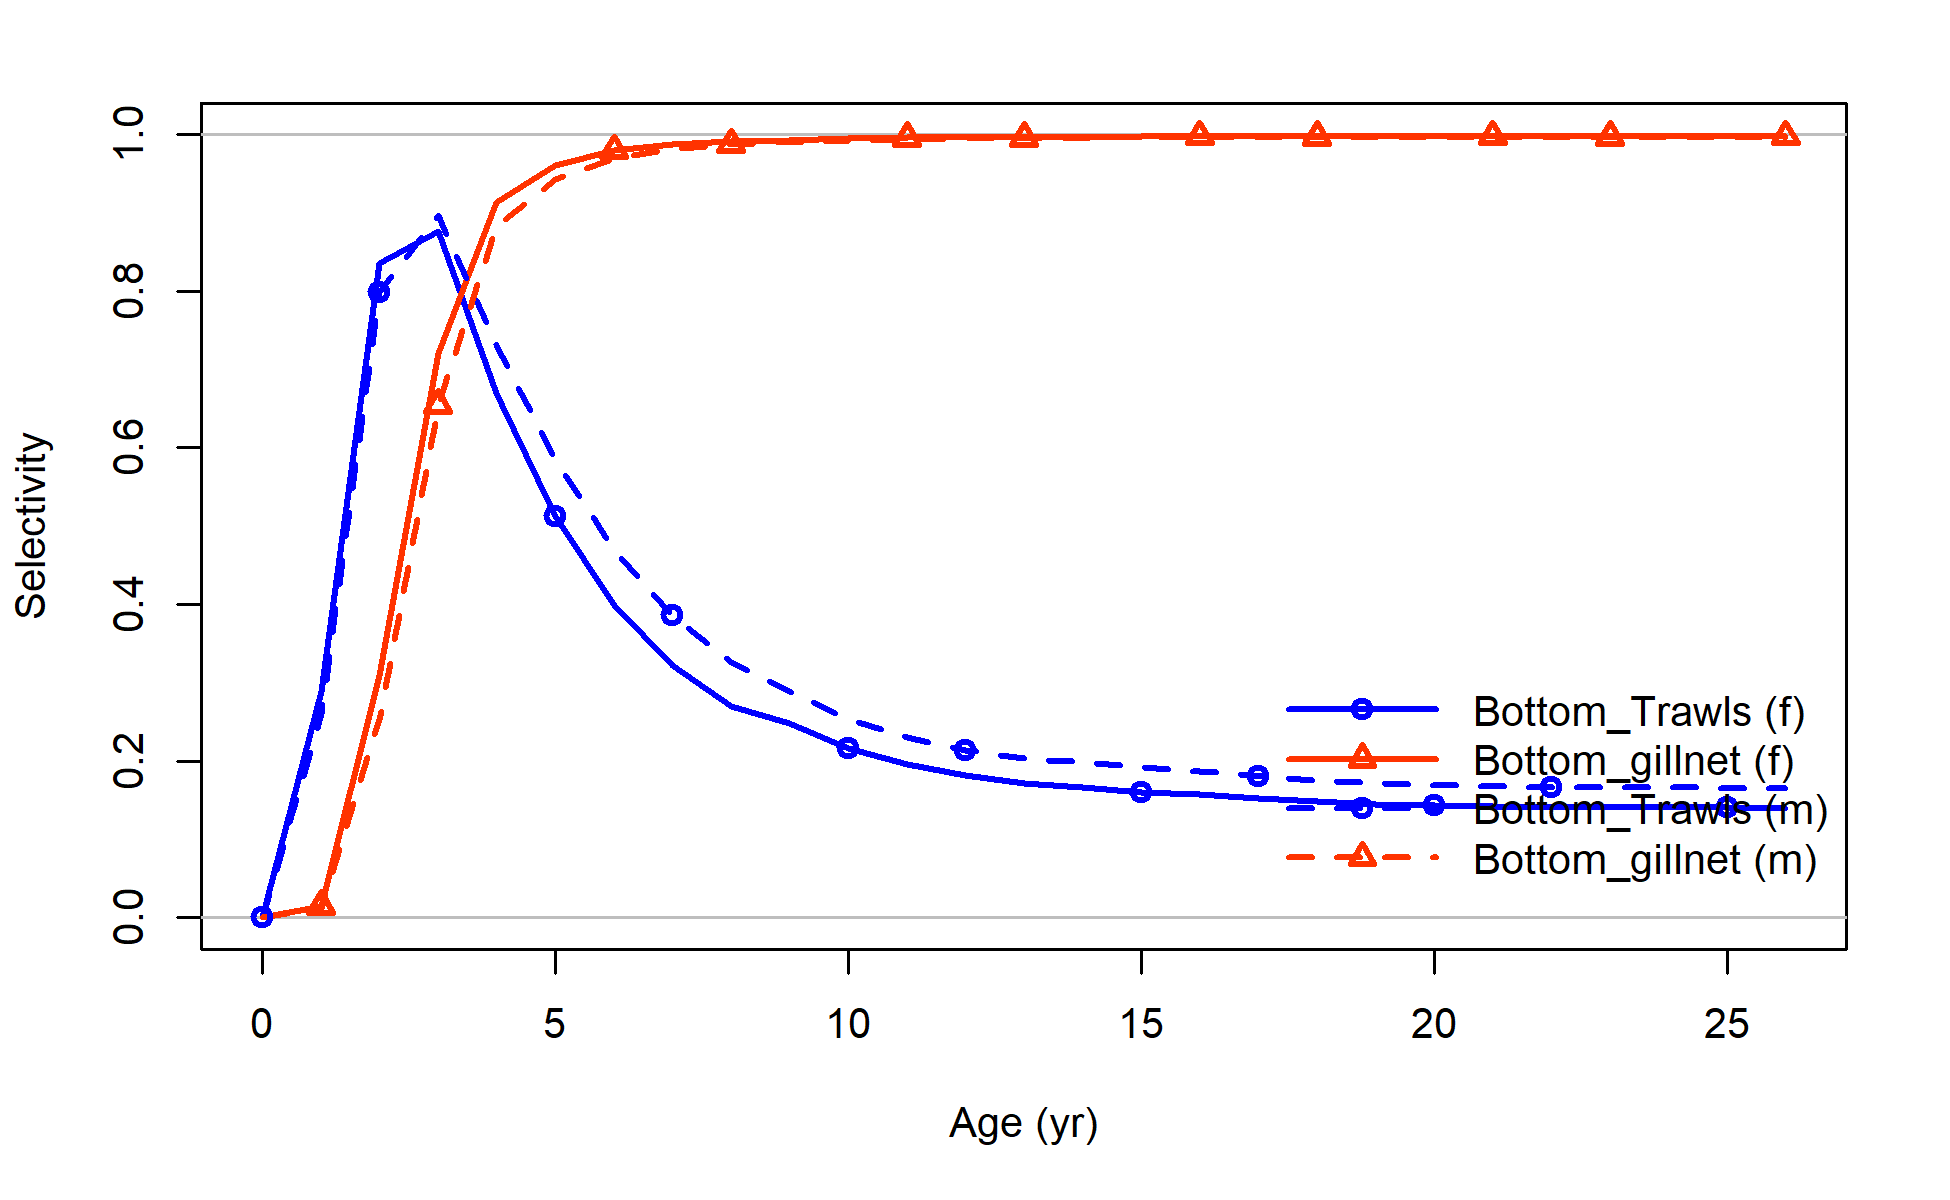 1.0
0.8
0.6
0.4
0.2
0.0
Selectivity
Bottom_Trawls (f)
Bottom_gillnet (f)
Bottom_Trawls (m)
Bottom_gillnet (m)
0 5 10 15 20 25
Age (yr)